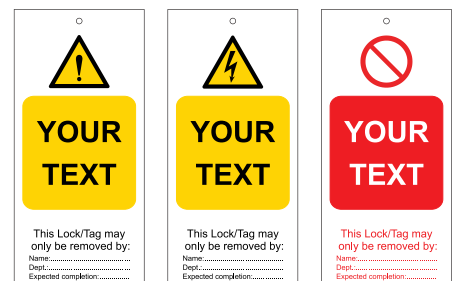 YOUR
TEXT
This Lock/Tag may
only be removed by:
Name:
Dept.:
Expected completion:
YOUR
TEXT
This Lock/Tag may
only be removed by:
Name:
Dept.:
Expected completion:
YOUR
TEXT
This Lock/Tag may
only be removed by:
Name:
Dept.:
Expected completion: